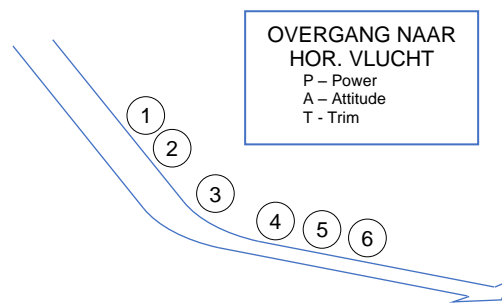 OVERGANG NAAR
HOR. VLUCHT
P – Power
A – Attitude
T - Trim
1
2
3
4
5
6